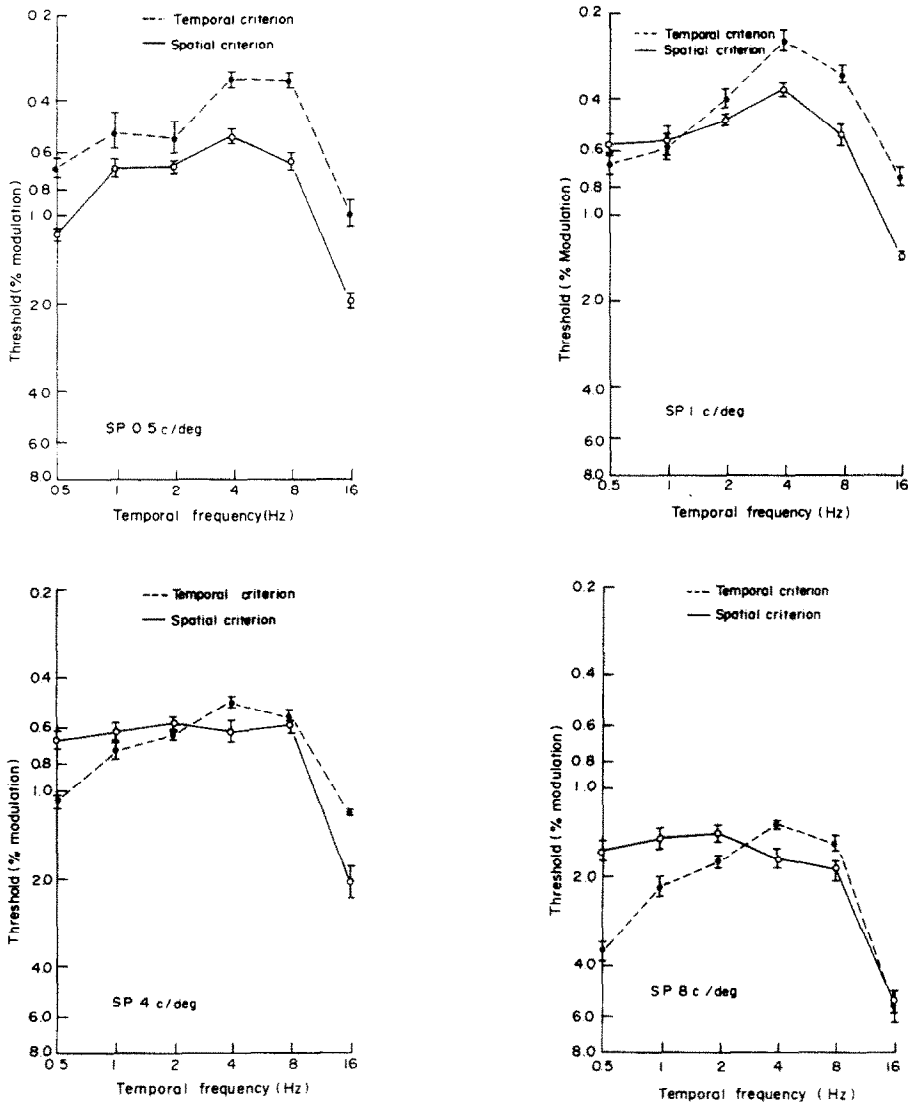 Temporal criterion
Spatial criterion
0.2
0.4
0.6
0.8
1.0
2.0
4.0
6.0
8.0
Threshold (% modulation)
SP 0.5 c/deg
0.5 1 2 4 8 16
Temporal frequency (Hz)
Temporal criterion
Spatial criterion
0.2
0.4
0.6
0.8
1.0
2.0
4.0
6.0
8.0
Threshold (% Modulation)
SP 1 c/deg
0.5 1 2 4 8 16
Temporal frequency (Hz)
Temporal criterion
Spatial criterion
0.2
0.4
0.6
0.8
1.0
2.0
4.0
6.0
8.0
Threshold (% modulation)
SP 4 c/deg
0.5 1 2 4 8 16
Temporal frequency (Hz)
Temporal criterion
Spatial criterion
0.2
0.4
0.6
0.8
1.0
2.0
4.0
6.0
8.0
Threshold (% modulation)
SP 8 c/deg
0.5 1 2 4 8 16
Temporal frequency (Hz)